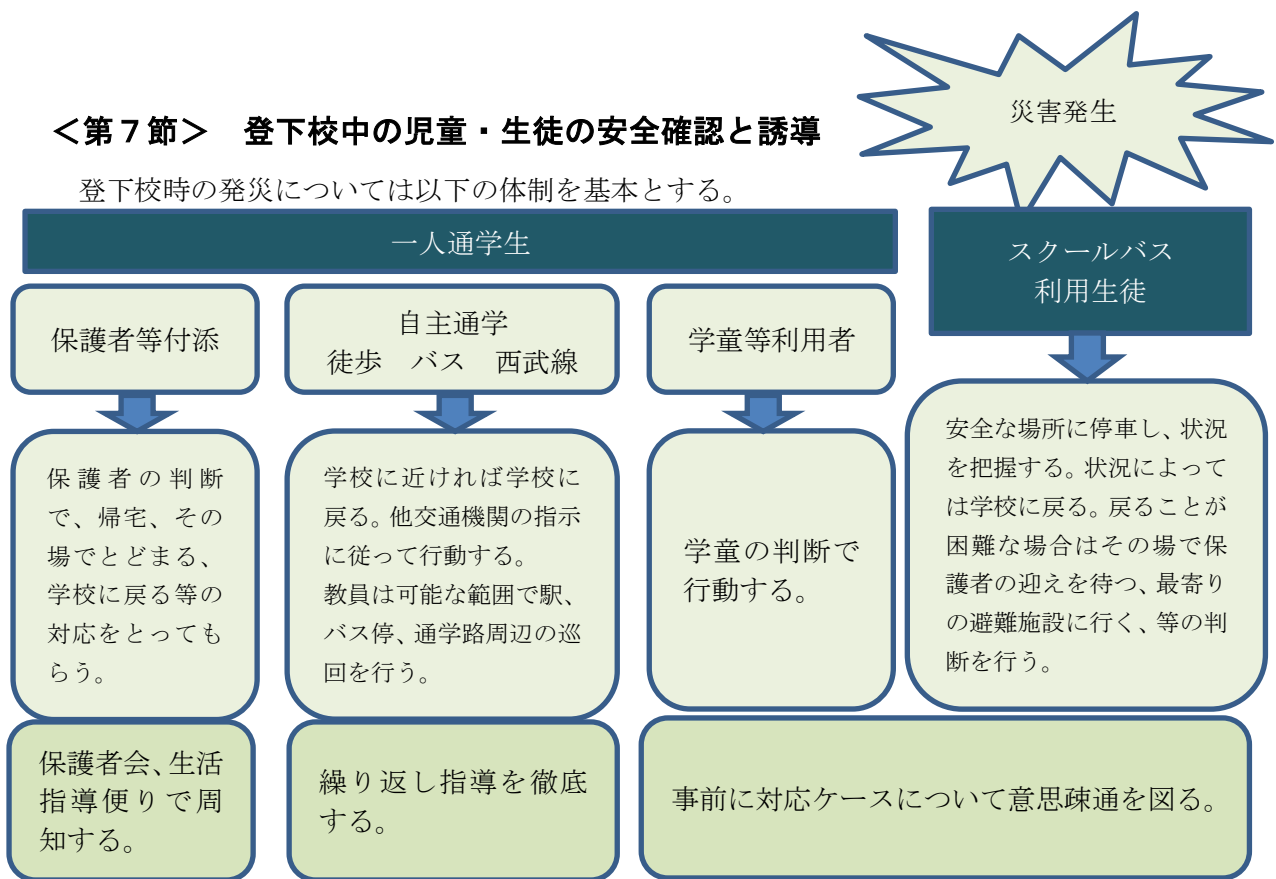 災害発生
＜第７節＞　登下校中の児童・生徒の安全確認と誘導
登下校時の発災については以下の体制を基本とする。
一人通学生
スクールバス
利用生徒
保護者等付添
自主通学
徒歩　バス　西武線
学童等利用者
保護者の判断
で、帰宅、その
場でとどまる、
学校に戻る等の
対応をとっても
らう。
学校に近ければ学校に
戻る。他交通機関の指示
に従って行動する。
教員は可能な範囲で駅、
バス停、通学路周辺の巡
回を行う。
学童の判断で
行動する。
安全な場所に停車し、状況
を把握する。状況によって
は学校に戻る。戻ることが
困難な場合はその場で保
護者の迎えを待つ、最寄り
の避難施設に行く、等の判
断を行う。
保護者会、生活
指導便りで周
知する。
繰り返し指導を徹底
する。
事前に対応ケースについて意思疎通を図る。